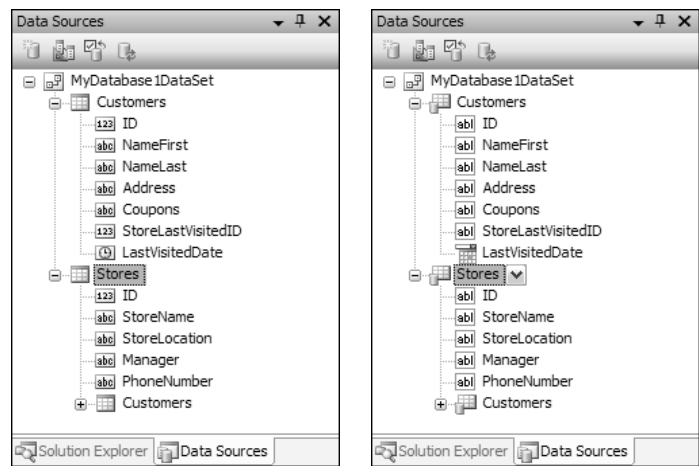 Data Sources
MyDatabase1DataSet
Customers
123 ID
abc NameFirst
abc NameLast
abc Address
abc Coupons
123 StoreLastVisitedID
LastVisitedDate
Stores
123 ID
abc StoreName
abc StoreLocation
abc Manager
abc PhoneNumber
Customers
Solution Explorer Data Sources
Data Sources
MyDatabase1DataSet
Customers
abl ID
abl NameFirst
abl NameLast
abl Address
abl Coupons
abl StoreLastVisitedID
LastVisitedDate
Stores
abl ID
abl StoreName
abl StoreLocation
abl Manager
abl PhoneNumber
Customers
Solution Explorer Data Sources